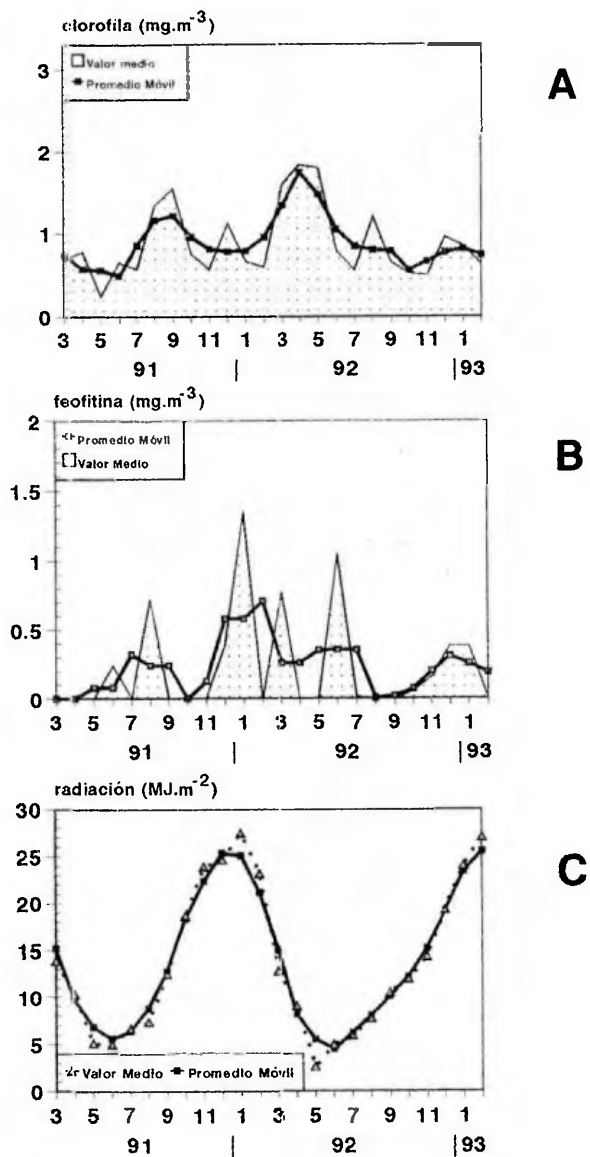 clorofíla (mg.m-3)
Valor medio
Promedio Móvil
A
3
2
1
0
3 5 7 9 11 1 3 5 7 9 11 1
91 | 92 |93
feofitina (mg.m-3)
Promedio Móvil
Valor Medio
B
2
1.5
1
0.5
0
3 5 7 9 11 1 3 5 7 9 11 1
91 | 92 |93
radiación (MJ.m-2)
30
25
20
15
10
5
0
C
Valor Medio Promedio Móvil
3 5 7 9 11 1 3 5 7 9 11 1
91 | 92 |93